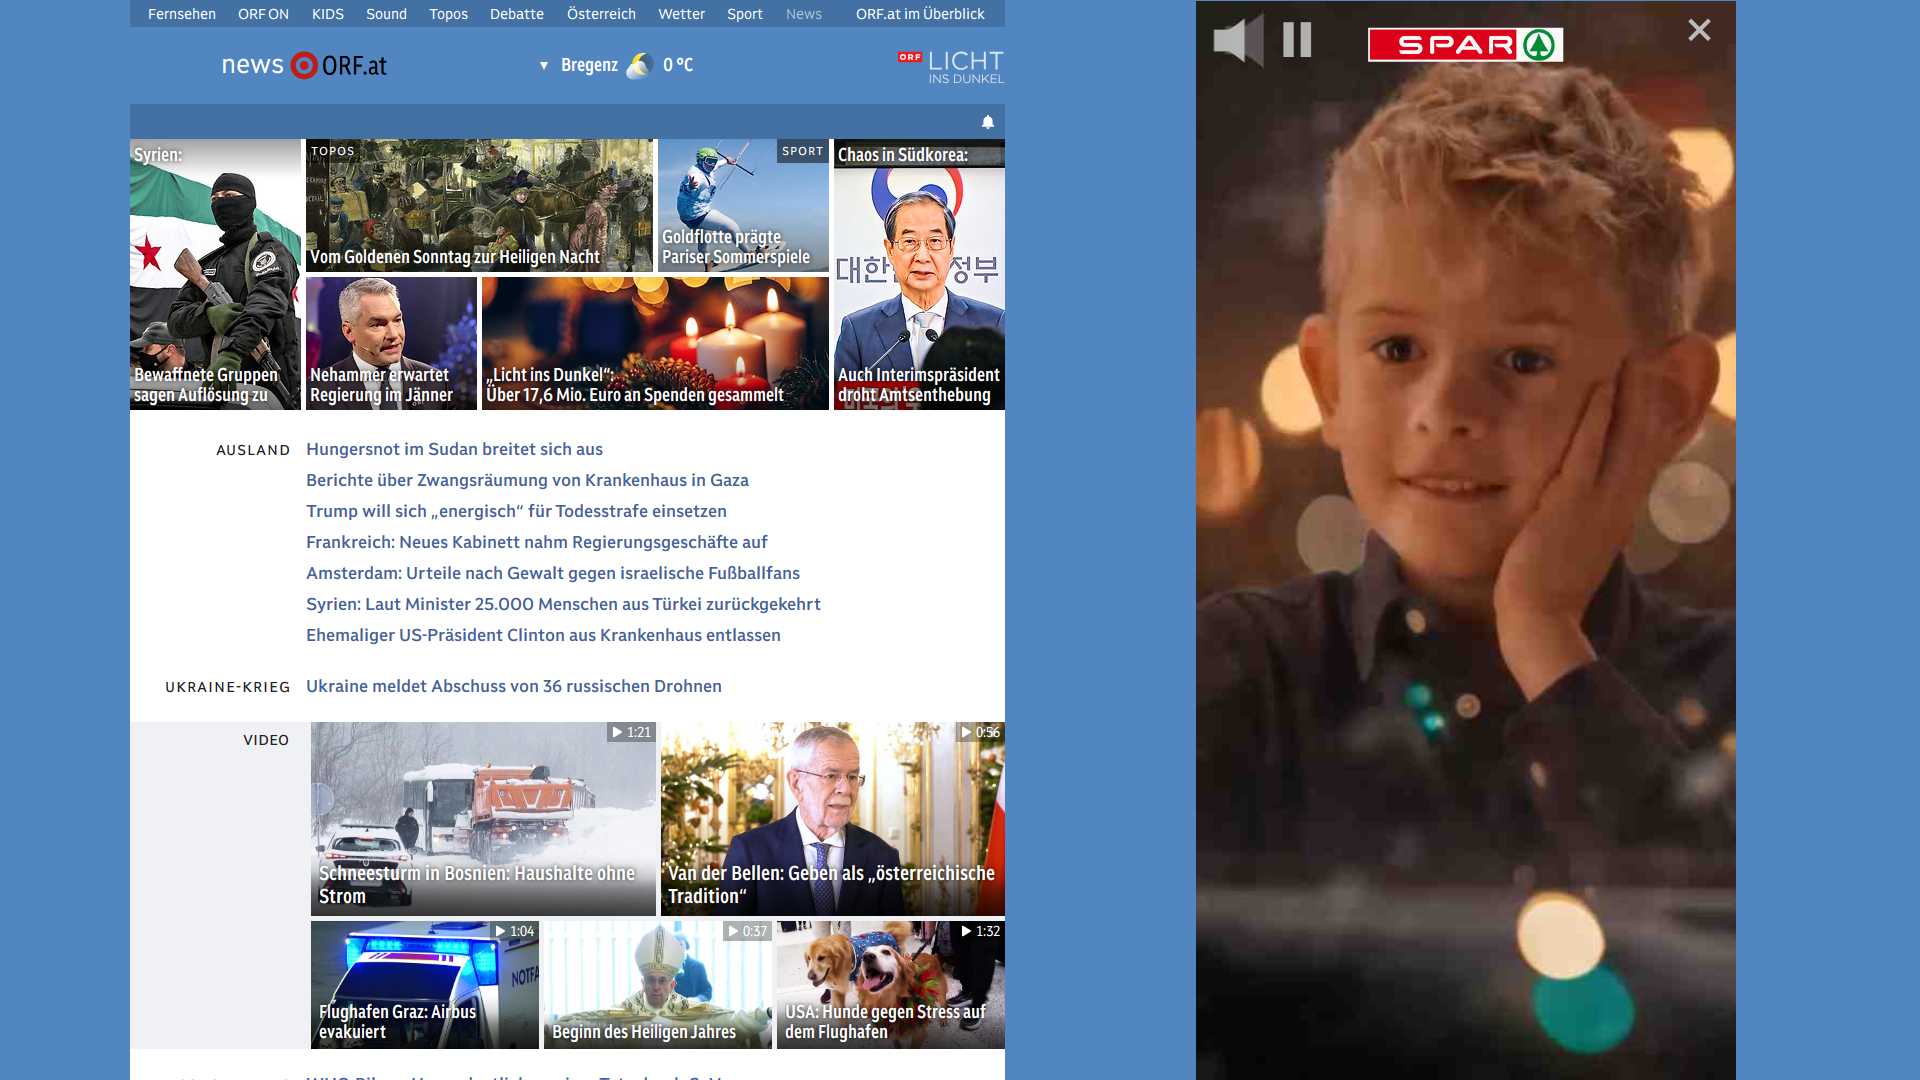 Fernsehen ORF ON KIDS Sound Topos Debatte Österreich Wetter Sport News ORF.at im Überblick
news ORF.at
Bregenz 0 °C
ORF LICHT
INS DUNKEL
Syrien:
Bewaffnete Gruppen
sagen Auflösung zu
TOPOS
Vom Goldenen Sonntag zur Heiligen Nacht
SPORT
Goldflotte prägte
Pariser Sommerspiele
Chaos in Südkorea:
Auch Interimspräsident
droht Amtsenthebung
Nehammer erwartet
Regierung im Jänner
„Licht ins Dunkel“:
Über 17,6 Mio. Euro an Spenden gesammelt
AUSLAND
Hungersnot im Sudan breitet sich aus
Berichte über Zwangsräumung von Krankenhaus in Gaza
Trump will sich „energisch“ für Todesstrafe einsetzen
Frankreich: Neues Kabinett nahm Regierungsgeschäfte auf
Amsterdam: Urteile nach Gewalt gegen israelische Fußballfans
Syrien: Laut Minister 25.000 Menschen aus Türkei zurückgekehrt
Ehemaliger US-Präsident Clinton aus Krankenhaus entlassen
UKRAINE-KRIEG
Ukraine meldet Abschuss von 36 russischen Drohnen
VIDEO
1:21
Schneesturm in Bosnien: Haushalte ohne
Strom
0:56
Van der Bellen: Geben als „österreichische
Tradition“
1:04
Flughafen Graz: Airbus
evakuiert
0:37
Beginn des Heiligen Jahres
1:32
USA: Hunde gegen Stress auf
dem Flughafen
SPAR